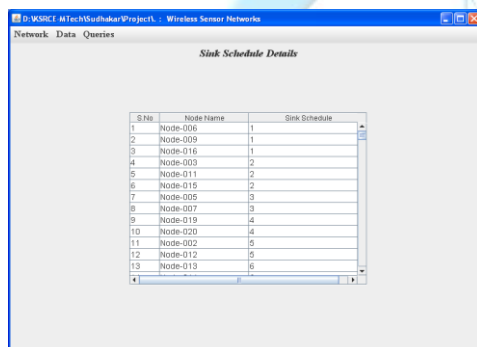 D:\KSRCE-MTech\Sudhakar\Project\. : Wireless Sensor Networks
Network Data Queries
Sink Schedule Details
S.No Node Name Sink Schedule
1 Node-006 1
2 Node-009 1
3 Node-016 1
4 Node-003 2
5 Node-011 2
6 Node-015 2
7 Node-005 3
8 Node-007 3
9 Node-019 4
10 Node-020 4
11 Node-002 5
12 Node-012 5
13 Node-013 6